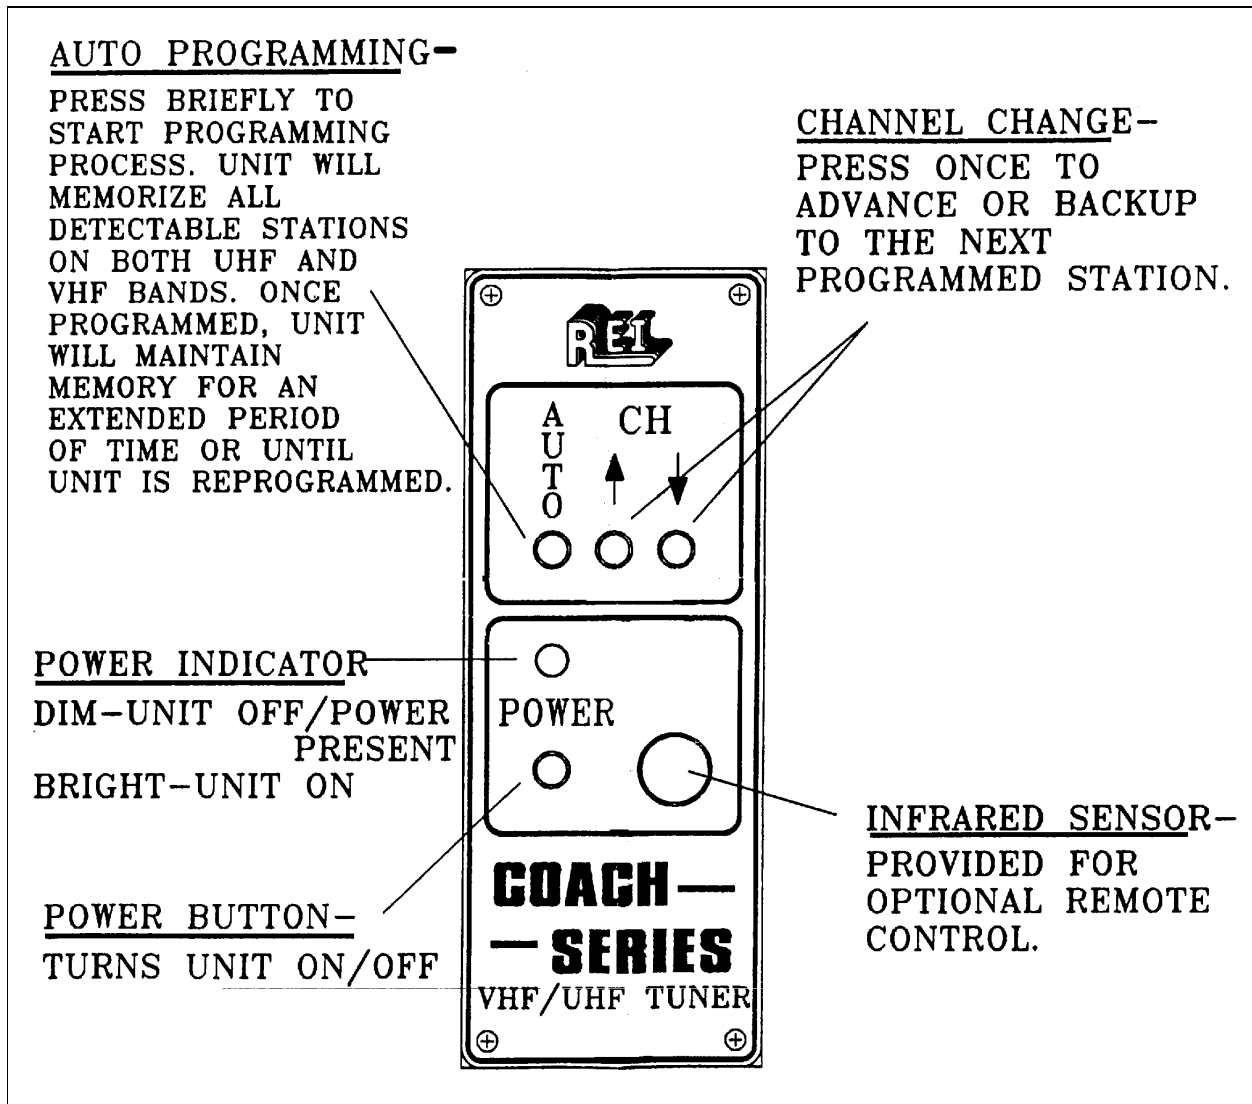 AUTO PROGRAMMING-
PRESS BRIEFLY TO
START PROGRAMMING
PROCESS. UNIT WILL
MEMORIZE ALL
DETECTABLE STATIONS
ON BOTH UHF AND
VHF BANDS. ONCE
PROGRAMMED, UNIT
WILL MAINTAIN
MEMORY FOR AN
EXTENDED PERIOD
OF TIME OR UNTIL
UNIT IS REPROGRAMMED.
CHANNEL CHANGE-
PRESS ONCE TO
ADVANCE OR BACKUP
TO THE NEXT
PROGRAMMED STATION.
REI
AUTO
CH
POWER INDICATOR
DIM-UNIT OFF/POWER
PRESENT
BRIGHT-UNIT ON
POWER
POWER BUTTON-
TURNS UNIT ON/OFF
INFRARED SENSOR-
PROVIDED FOR
OPTIONAL REMOTE
CONTROL.
COACH-
-SERIES
VHF/UHF TUNER